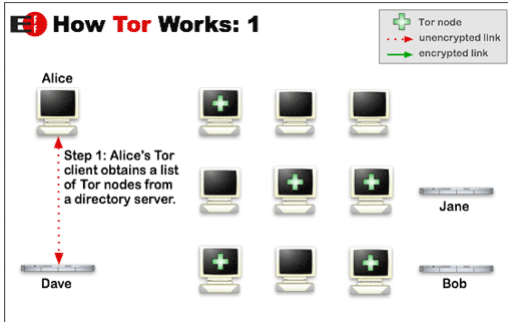 EFF How Tor Works: 1
Tor node
unencrypted link
encrypted link
Alice
Step 1: Alice's Tor
client obtains a list
of Tor nodes from
a directory server.
Jane
Dave
Bob